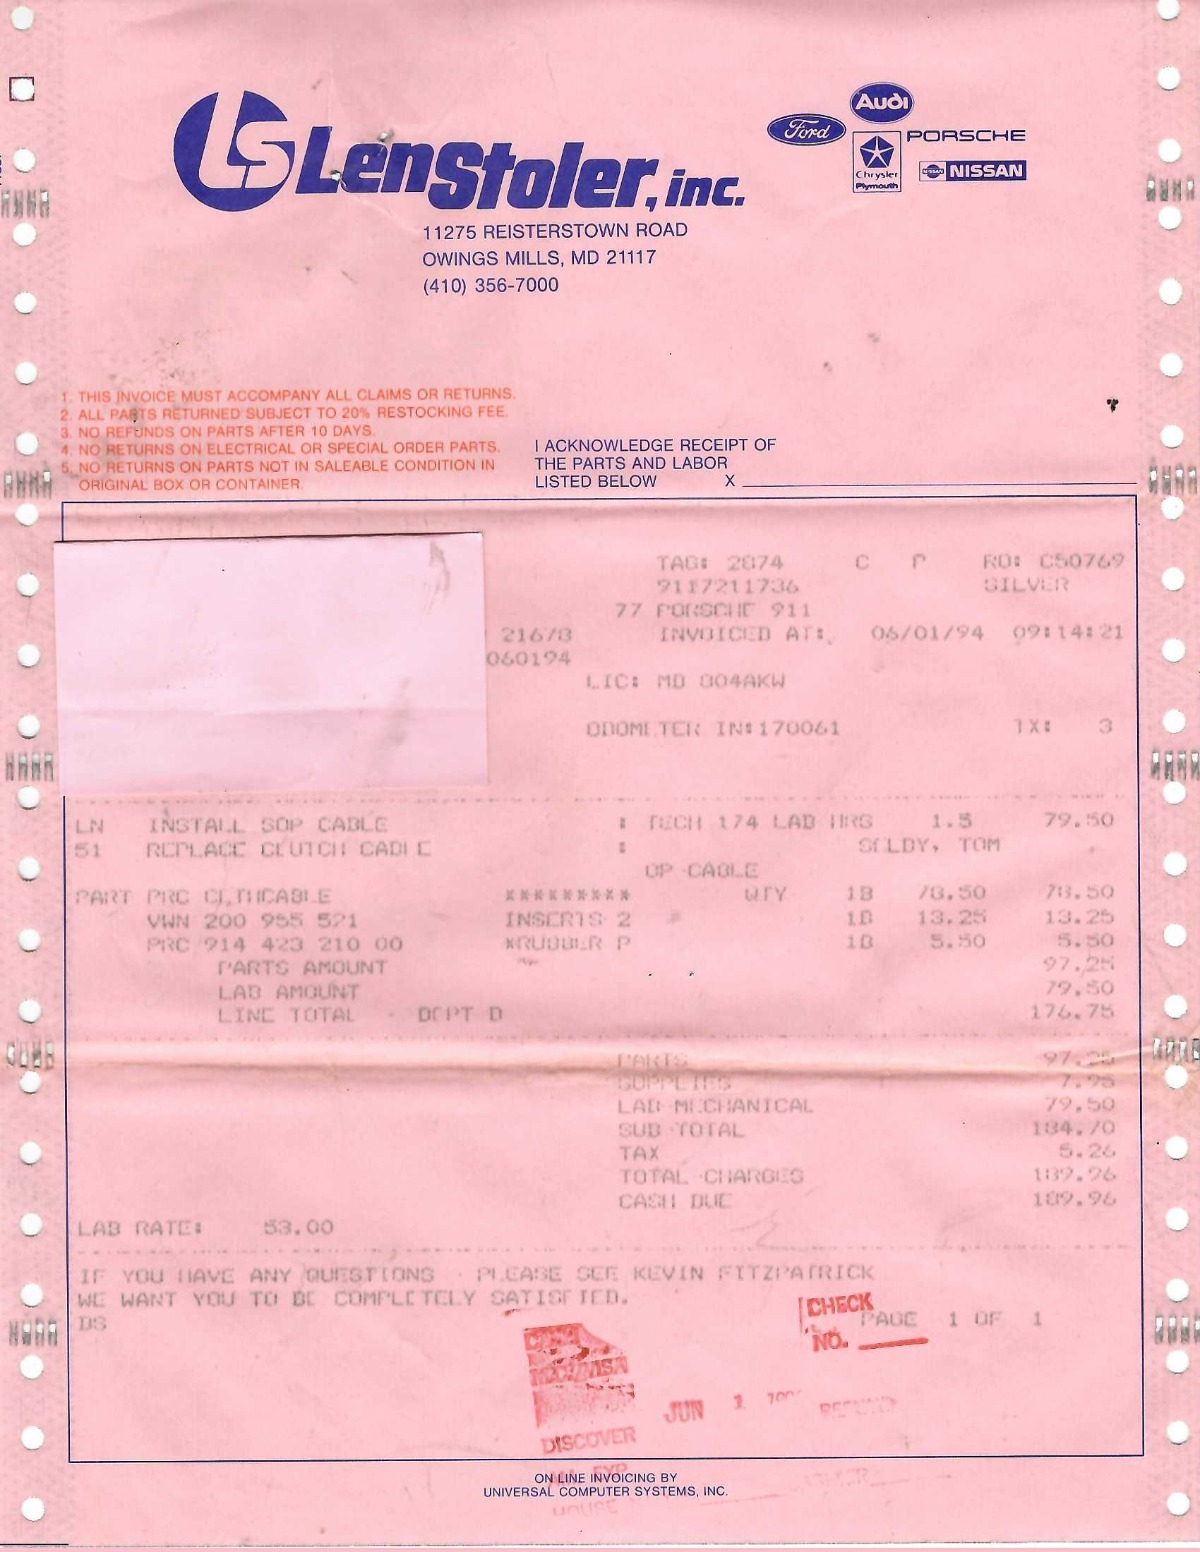 LS LenStoler, inc.
11275 REISTERSTOWN ROAD
OWINGS MILLS, MD 21117
(410) 356-7000
Ford
Audi
Chrysler
Plymouth
PORSCHE
NISSAN
1. THIS INVOICE MUST ACCOMPANY ALL CLAIMS OR RETURNS.
2. ALL PARTS RETURNED SUBJECT TO 20% RESTOCKING FEE.
3. NO REFUNDS ON PARTS AFTER 10 DAYS.
4. NO RETURNS ON ELECTRICAL OR SPECIAL ORDER PARTS.
5. NO RETURNS ON PARTS NOT IN SALEABLE CONDITION IN
ORIGINAL BOX OR CONTAINER.
I ACKNOWLEDGE RECEIPT OF
THE PARTS AND LABOR
LISTED BELOW X
TAG: 2874 C P RO: C50769
9117211736 SILVER
77 PORSCHE 911
21678 INVOICED AT: 06/01/94 09:14:21
060194
LIC: MD 804AKW
ODOMETER IN:170061 TX: 3
LN INSTALL SOP CABLE : TECH 174 LAB HRS 1.5 79.50
51 REPLACE CLUTCH CABLE : SELDY, TOM
OP CABLE
PART PRC CLTHCABLE ********* QTY 1B 78.50 78.50
VWN 200 955 521 INSERTS 2 1B 13.25 13.25
PRC 914 423 210 00 *RUBBER P 1B 5.50 5.50
PARTS AMOUNT 97.25
LAB AMOUNT 79.50
LINE TOTAL - DEPT D 176.75
PARTS 97.25
SUPPLIES 7.95
LAB MECHANICAL 79.50
SUB TOTAL 184.70
TAX 5.26
TOTAL CHARGES 189.96
CASH DUE 189.96
LAB RATE: 53.00
IF YOU HAVE ANY QUESTIONS PLEASE SEE KEVIN FITZPATRICK
WE WANT YOU TO BE COMPLETELY SATISFIED.
DS PAGE 1 OF 1
CHECK
NO.
DISCOVER
JUN 1
HOUSE
ON LINE INVOICING BY
UNIVERSAL COMPUTER SYSTEMS, INC.